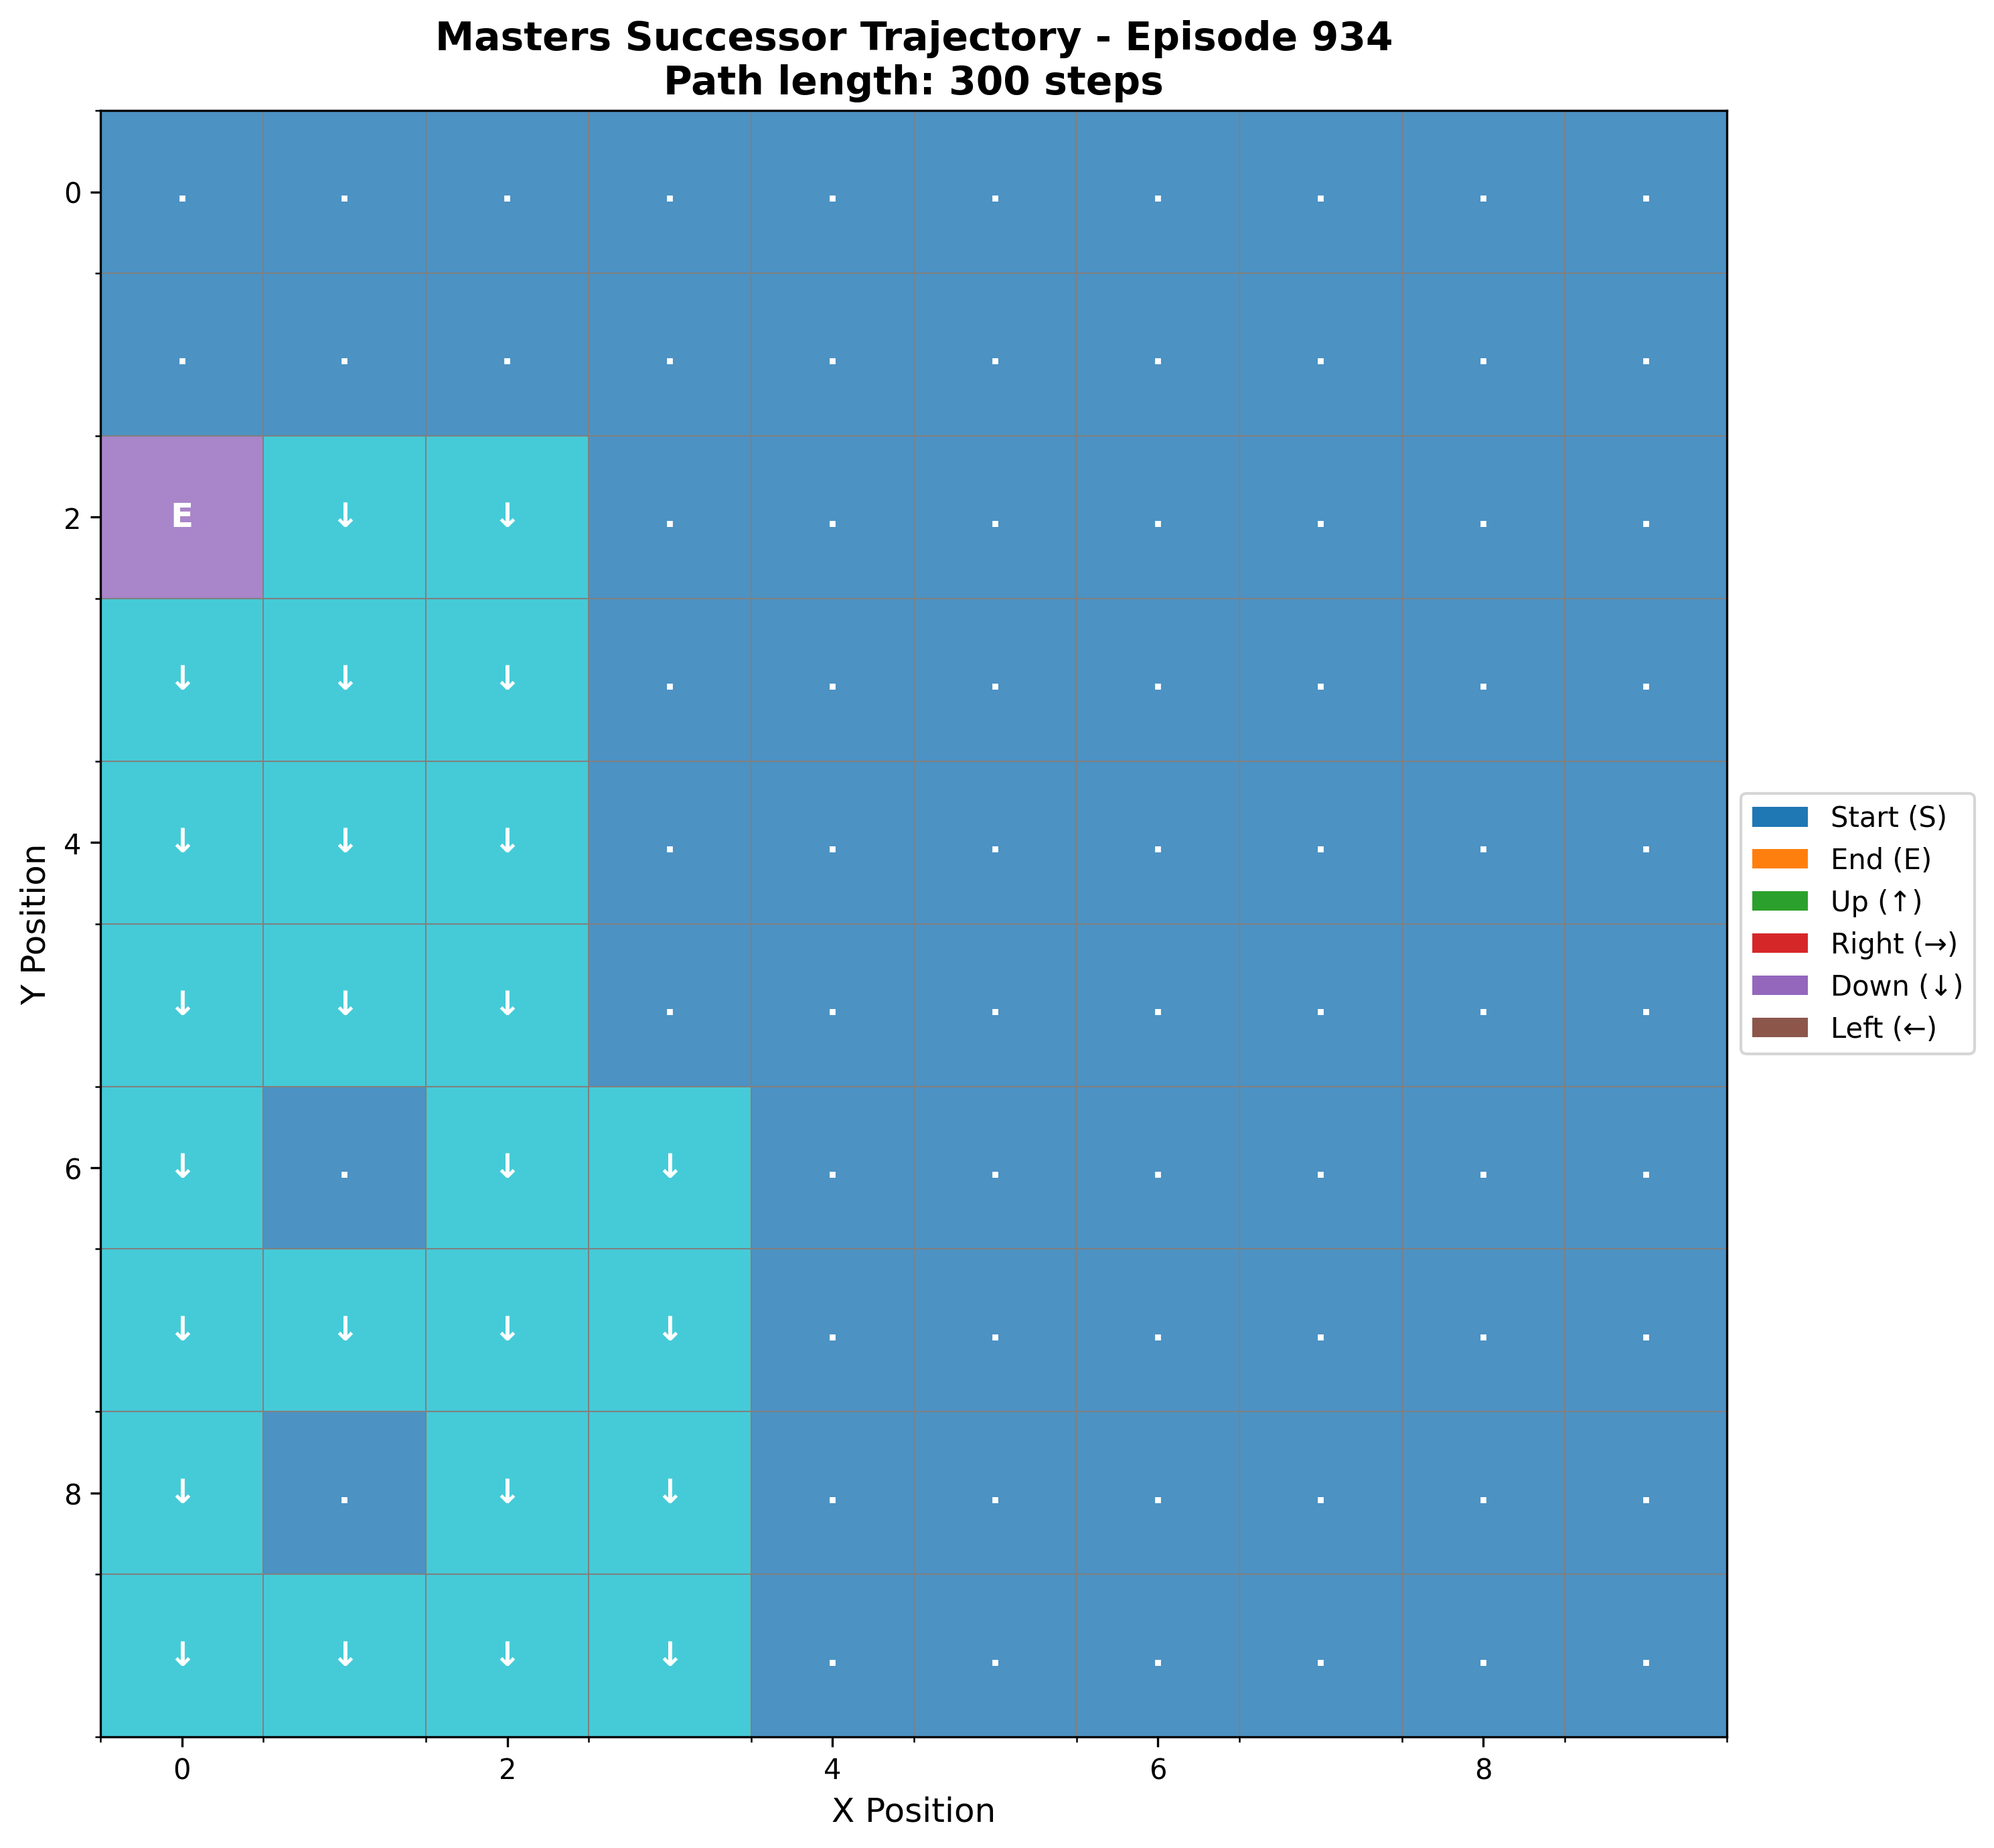 Masters Successor Trajectory - Episode 934
Path length: 300 steps
0 . . . . . . . . . .
. . . . . . . . . .
2 E ↓ ↓ . . . . . . .
↓ ↓ ↓ . . . . . . .
4 ↓ ↓ ↓ . . . . . . .
↓ ↓ ↓ . . . . . . .
6 ↓ . ↓ ↓ . . . . . .
↓ ↓ ↓ ↓ . . . . . .
8 ↓ . ↓ ↓ . . . . . .
↓ ↓ ↓ ↓ . . . . . .
0 2 4 6 8
X Position
Y Position
Start (S)
End (E)
Up (↑)
Right (→)
Down (↓)
Left (←)